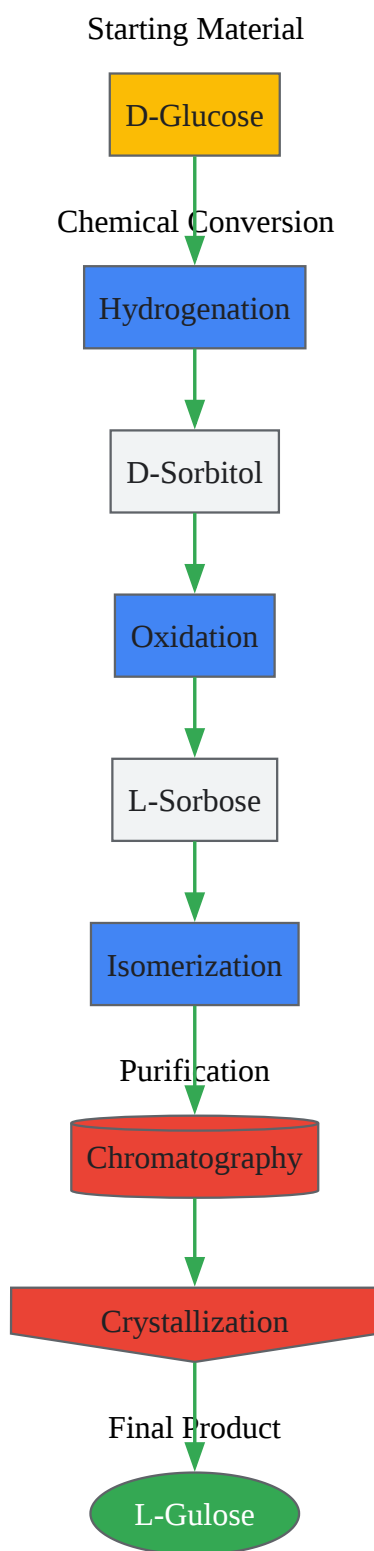 Starting Material
D-Glucose
Chemical Conversion
Hydrogenation
D-Sorbitol
Oxidation
L-Sorbose
Isomerization
Purification
Chromatography
Crystallization
Final Product
L-Gulose